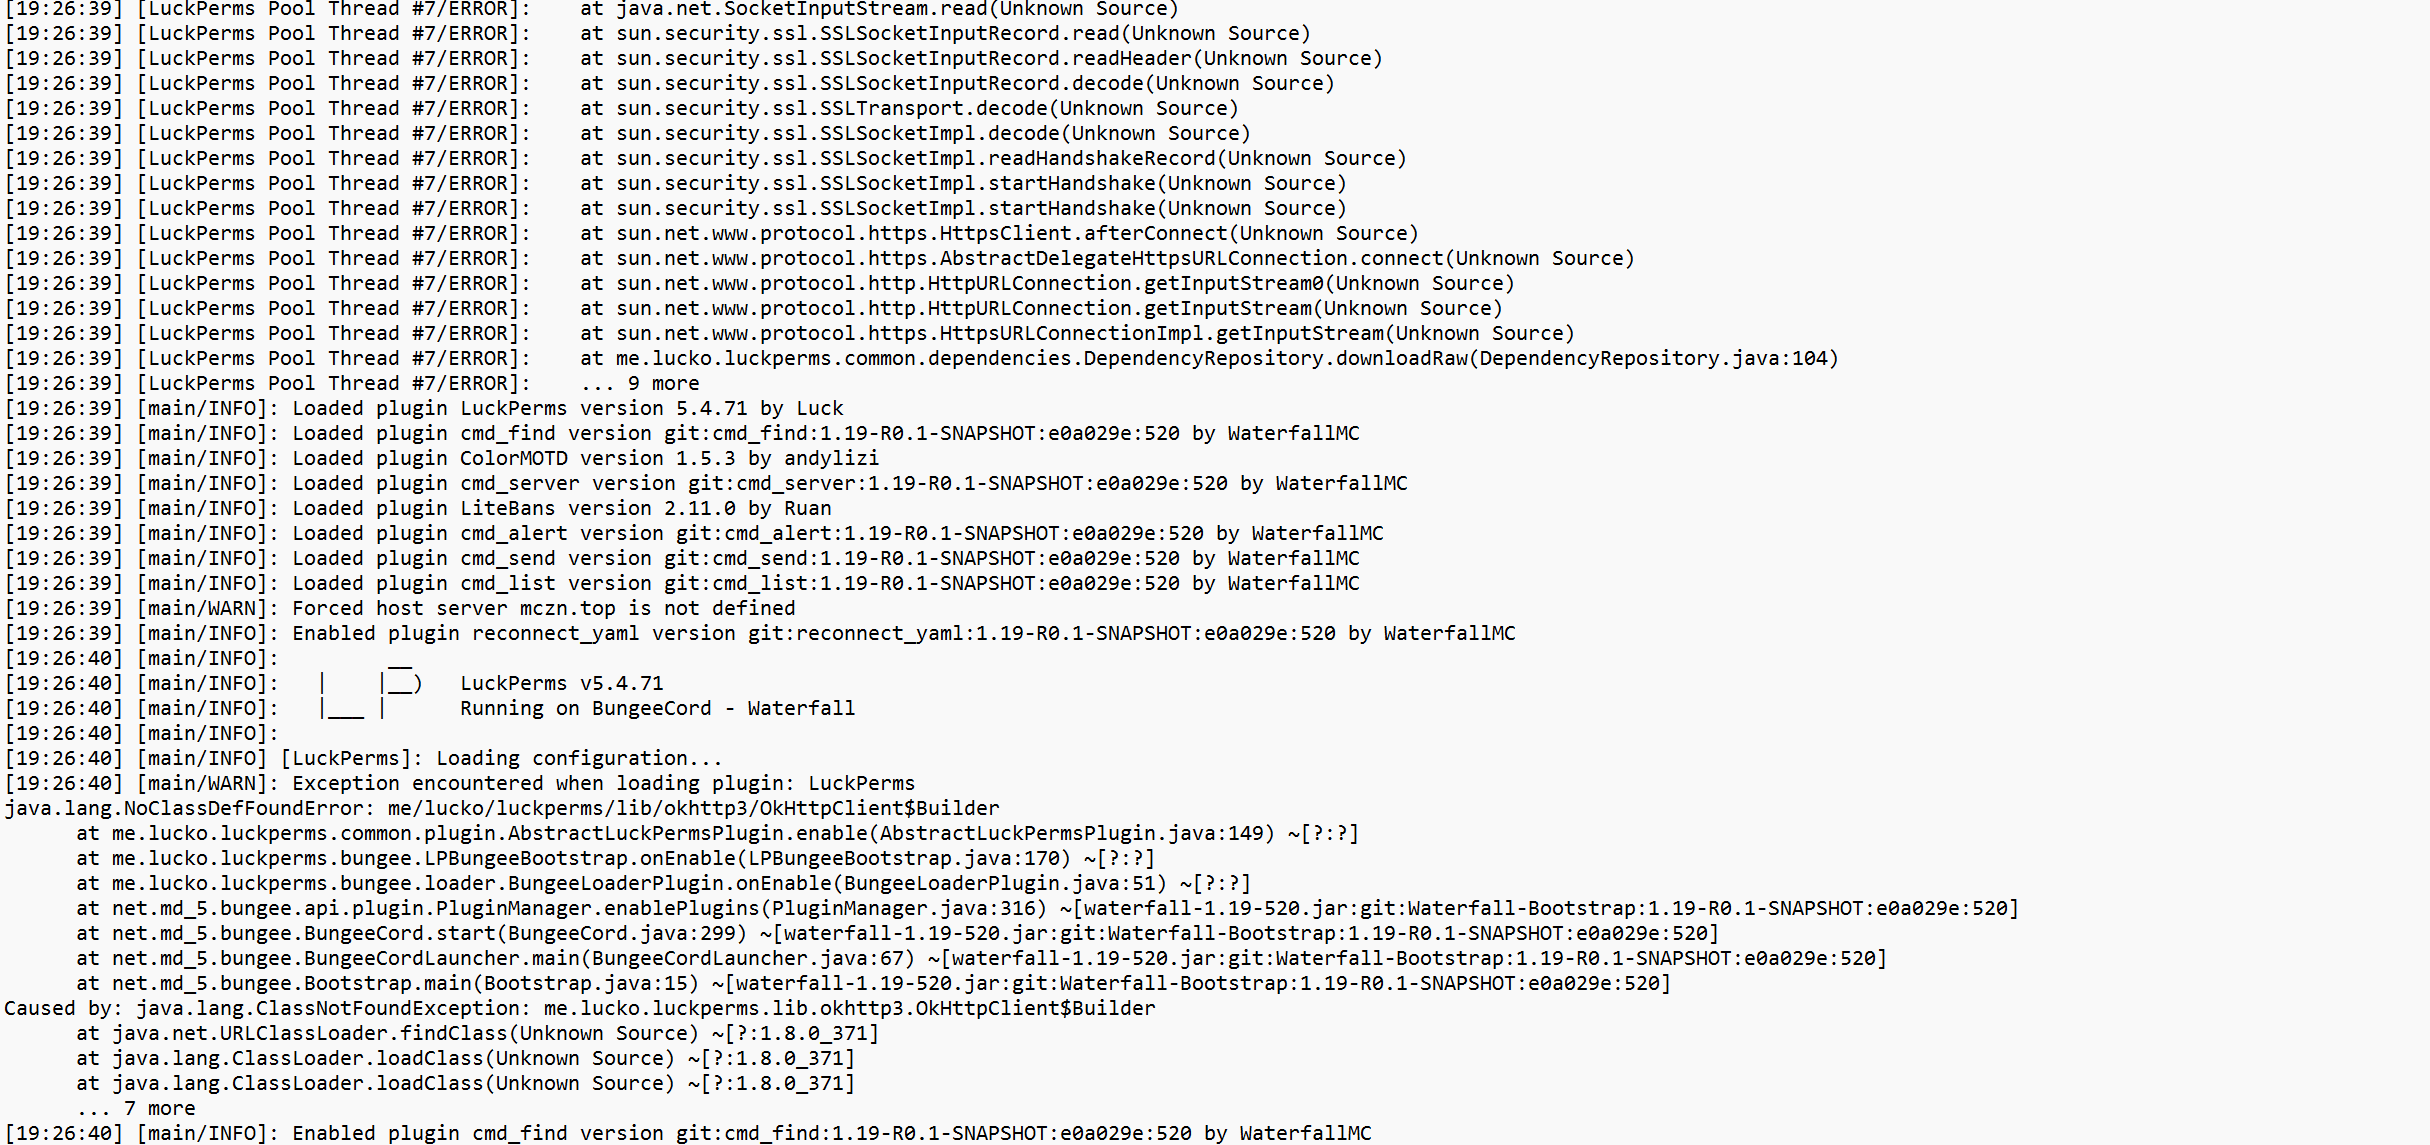 [19:26:39] [LuckPerms Pool Thread #7/ERROR]:    at java.net.SocketInputStream.read(Unknown Source)
[19:26:39] [LuckPerms Pool Thread #7/ERROR]:    at sun.security.ssl.SSLSocketInputRecord.read(Unknown Source)
[19:26:39] [LuckPerms Pool Thread #7/ERROR]:    at sun.security.ssl.SSLSocketInputRecord.readHeader(Unknown Source)
[19:26:39] [LuckPerms Pool Thread #7/ERROR]:    at sun.security.ssl.SSLSocketInputRecord.decode(Unknown Source)
[19:26:39] [LuckPerms Pool Thread #7/ERROR]:    at sun.security.ssl.SSLTransport.decode(Unknown Source)
[19:26:39] [LuckPerms Pool Thread #7/ERROR]:    at sun.security.ssl.SSLSocketImpl.decode(Unknown Source)
[19:26:39] [LuckPerms Pool Thread #7/ERROR]:    at sun.security.ssl.SSLSocketImpl.readHandshakeRecord(Unknown Source)
[19:26:39] [LuckPerms Pool Thread #7/ERROR]:    at sun.security.ssl.SSLSocketImpl.startHandshake(Unknown Source)
[19:26:39] [LuckPerms Pool Thread #7/ERROR]:    at sun.security.ssl.SSLSocketImpl.startHandshake(Unknown Source)
[19:26:39] [LuckPerms Pool Thread #7/ERROR]:    at sun.net.www.protocol.https.HttpsClient.afterConnect(Unknown Source)
[19:26:39] [LuckPerms Pool Thread #7/ERROR]:    at sun.net.www.protocol.https.AbstractDelegateHttpsURLConnection.connect(Unknown Source)
[19:26:39] [LuckPerms Pool Thread #7/ERROR]:    at sun.net.www.protocol.http.HttpURLConnection.getInputStream0(Unknown Source)
[19:26:39] [LuckPerms Pool Thread #7/ERROR]:    at sun.net.www.protocol.http.HttpURLConnection.getInputStream(Unknown Source)
[19:26:39] [LuckPerms Pool Thread #7/ERROR]:    at sun.net.www.protocol.https.HttpsURLConnectionImpl.getInputStream(Unknown Source)
[19:26:39] [LuckPerms Pool Thread #7/ERROR]:    at me.lucko.luckperms.common.dependencies.DependencyRepository.downloadRaw(DependencyRepository.java:104)
[19:26:39] [LuckPerms Pool Thread #7/ERROR]:    ... 9 more
[19:26:39] [main/INFO]: Loaded plugin LuckPerms version 5.4.71 by Luck
[19:26:39] [main/INFO]: Loaded plugin cmd_find version git:cmd_find:1.19-R0.1-SNAPSHOT:e0a029e:520 by WaterfallMC
[19:26:39] [main/INFO]: Loaded plugin ColorMOTD version 1.5.3 by andylizi
[19:26:39] [main/INFO]: Loaded plugin cmd_server version git:cmd_server:1.19-R0.1-SNAPSHOT:e0a029e:520 by WaterfallMC
[19:26:39] [main/INFO]: Loaded plugin LiteBans version 2.11.0 by Ruan
[19:26:39] [main/INFO]: Loaded plugin cmd_alert version git:cmd_alert:1.19-R0.1-SNAPSHOT:e0a029e:520 by WaterfallMC
[19:26:39] [main/INFO]: Loaded plugin cmd_send version git:cmd_send:1.19-R0.1-SNAPSHOT:e0a029e:520 by WaterfallMC
[19:26:39] [main/INFO]: Loaded plugin cmd_list version git:cmd_list:1.19-R0.1-SNAPSHOT:e0a029e:520 by WaterfallMC
[19:26:39] [main/WARN]: Forced host server mczn.top is not defined
[19:26:39] [main/INFO]: Enabled plugin reconnect_yaml version git:reconnect_yaml:1.19-R0.1-SNAPSHOT:e0a029e:520 by WaterfallMC
[19:26:40] [main/INFO]:         __
[19:26:40] [main/INFO]:   |    |__)   LuckPerms v5.4.71
[19:26:40] [main/INFO]:   |___ |      Running on BungeeCord - Waterfall
[19:26:40] [main/INFO]:
[19:26:40] [main/INFO] [LuckPerms]: Loading configuration...
[19:26:40] [main/WARN]: Exception encountered when loading plugin: LuckPerms
java.lang.NoClassDefFoundError: me/lucko/luckperms/lib/okhttp3/OkHttpClient$Builder
      at me.lucko.luckperms.common.plugin.AbstractLuckPermsPlugin.enable(AbstractLuckPermsPlugin.java:149) ~[?:?]
      at me.lucko.luckperms.bungee.LPBungeeBootstrap.onEnable(LPBungeeBootstrap.java:170) ~[?:?]
      at me.lucko.luckperms.bungee.loader.BungeeLoaderPlugin.onEnable(BungeeLoaderPlugin.java:51) ~[?:?]
      at net.md_5.bungee.api.plugin.PluginManager.enablePlugins(PluginManager.java:316) ~[waterfall-1.19-520.jar:git:Waterfall-Bootstrap:1.19-R0.1-SNAPSHOT:e0a029e:520]
      at net.md_5.bungee.BungeeCord.start(BungeeCord.java:299) ~[waterfall-1.19-520.jar:git:Waterfall-Bootstrap:1.19-R0.1-SNAPSHOT:e0a029e:520]
      at net.md_5.bungee.BungeeCordLauncher.main(BungeeCordLauncher.java:67) ~[waterfall-1.19-520.jar:git:Waterfall-Bootstrap:1.19-R0.1-SNAPSHOT:e0a029e:520]
      at net.md_5.bungee.Bootstrap.main(Bootstrap.java:15) ~[waterfall-1.19-520.jar:git:Waterfall-Bootstrap:1.19-R0.1-SNAPSHOT:e0a029e:520]
Caused by: java.lang.ClassNotFoundException: me.lucko.luckperms.lib.okhttp3.OkHttpClient$Builder
      at java.net.URLClassLoader.findClass(Unknown Source) ~[?:1.8.0_371]
      at java.lang.ClassLoader.loadClass(Unknown Source) ~[?:1.8.0_371]
      at java.lang.ClassLoader.loadClass(Unknown Source) ~[?:1.8.0_371]
      ... 7 more
[19:26:40] [main/INFO]: Enabled plugin cmd_find version git:cmd_find:1.19-R0.1-SNAPSHOT:e0a029e:520 by WaterfallMC